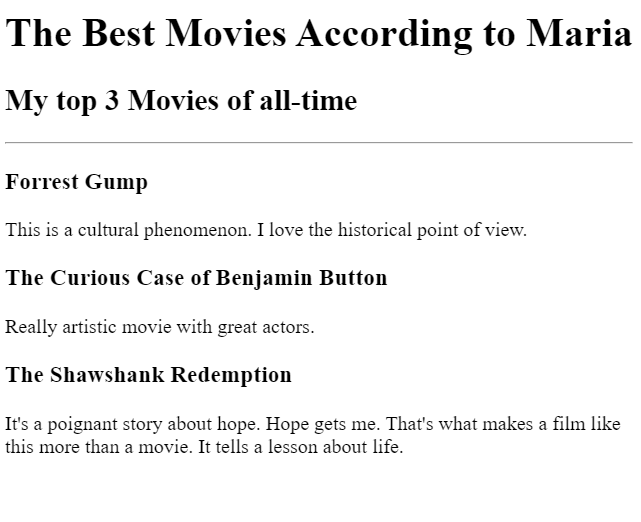 The Best Movies According to Maria
My top 3 Movies of all-time
Forrest Gump
This is a cultural phenomenon. I love the historical point of view.
The Curious Case of Benjamin Button
Really artistic movie with great actors.
The Shawshank Redemption
It's a poignant story about hope. Hope gets me. That's what makes a film like
this more than a movie. It tells a lesson about life.